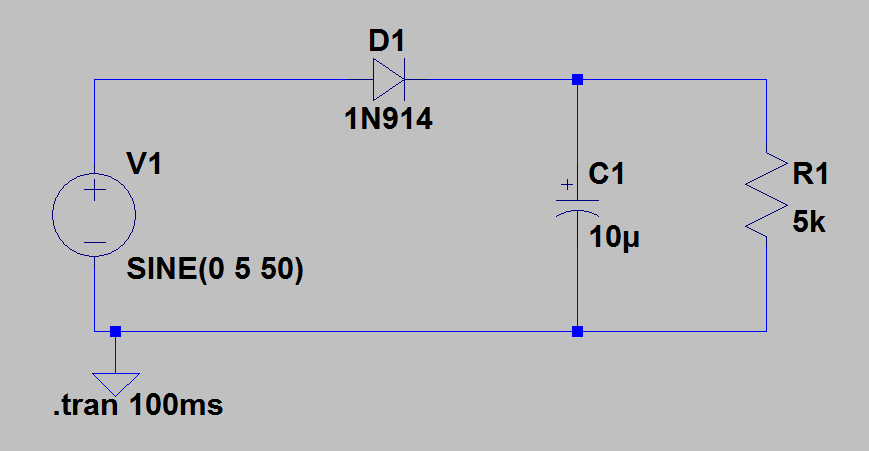 D1
1N914
V1
+
SINE(0 5 50)
+
C1
10µ
R1
5k
.tran 100ms